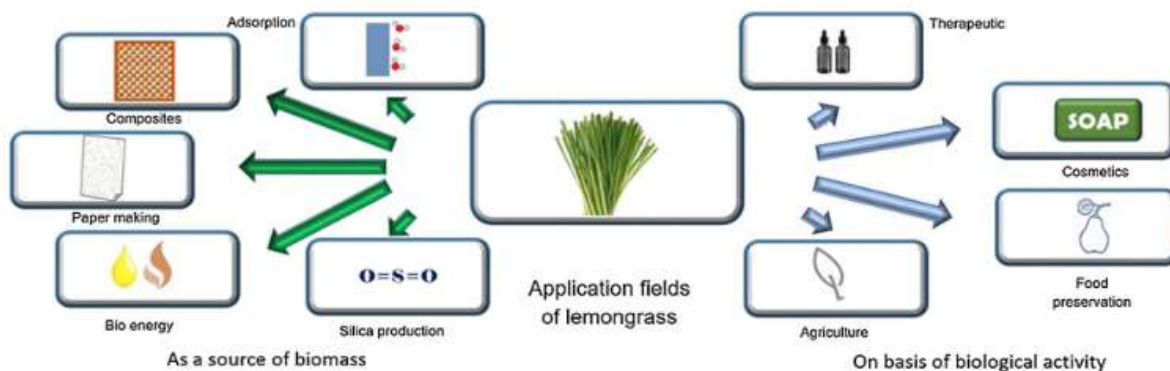 Adsorption
Therapeutic
Composites
SOAP
Cosmetics
Paper making
O=S=O
Bio energy
Silica production
Application fields
of lemongrass
Agriculture
Food
preservation
As a source of biomass
On basis of biological activity